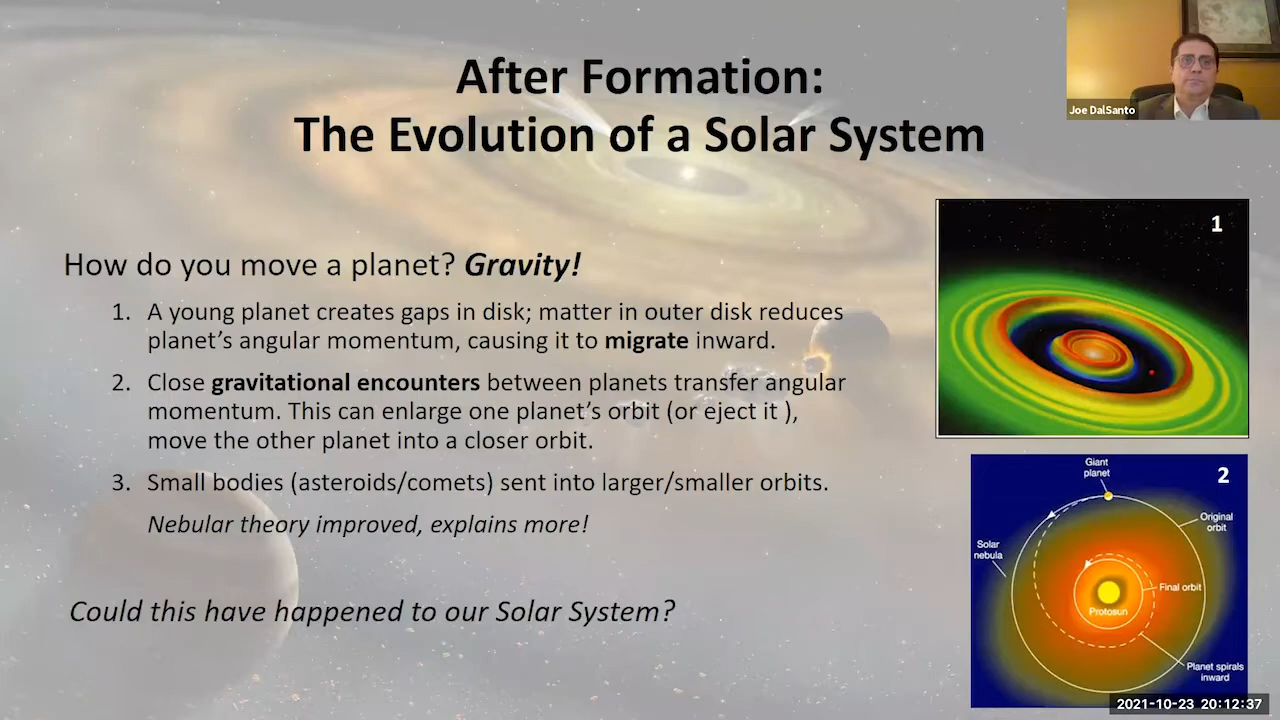 After Formation:
The Evolution of a Solar System
Joe DalSanto
How do you move a planet? Gravity!
1. A young planet creates gaps in disk; matter in outer disk reduces
planet's angular momentum, causing it to migrate inward.
2. Close gravitational encounters between planets transfer angular
momentum. This can enlarge one planet's orbit (or eject it ),
move the other planet into a closer orbit.
3. Small bodies (asteroids/comets) sent into larger/smaller orbits.
Nebular theory improved, explains more!
Could this have happened to our Solar System?
1
2
Giant
planet
Original
orbit
Solar
nebula
Final orbit
Protosun
Planet spirals
inward
2021-10-23 20:12:37